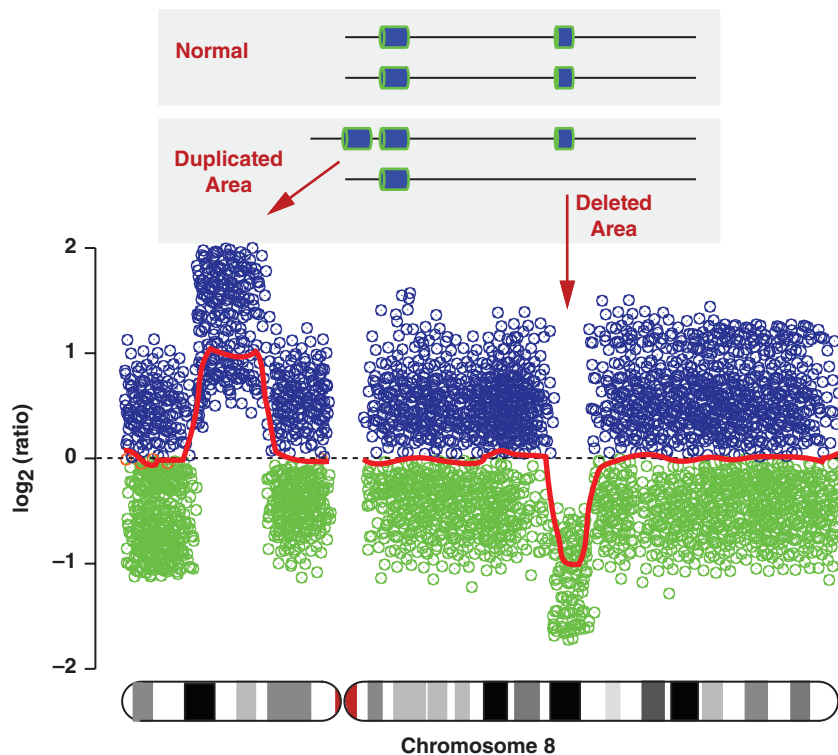 Normal
Duplicated
Area
Deleted
Area
2
1
0
−1
−2
log2 (ratio)
Chromosome 8